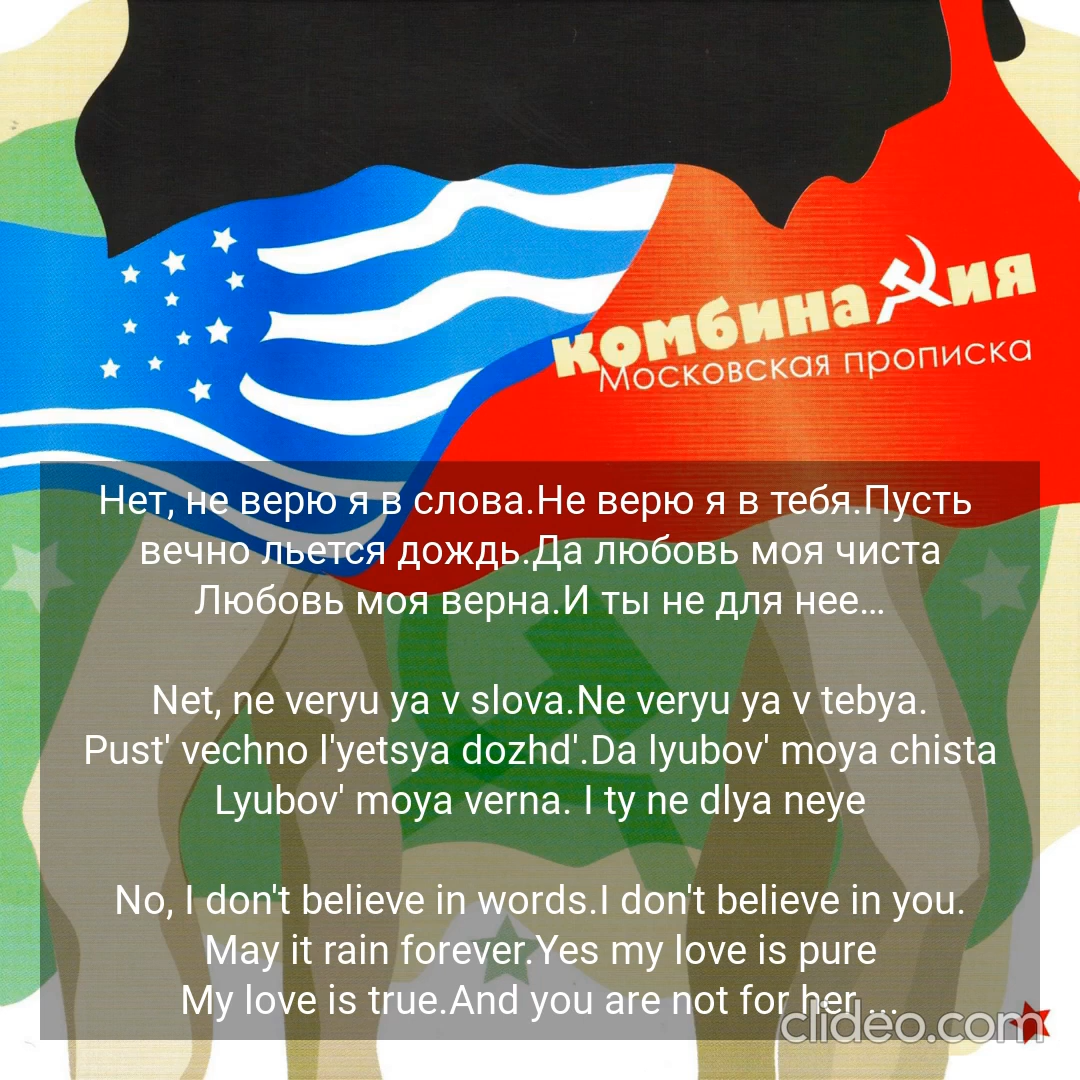 комбинация
Московская прописка
Нет, не верю я в слова.Не верю я в тебя.Пусть
вечно льется дождь.Да любовь моя чиста
Любовь моя верна.И ты не для нее...
Net, ne veryu ya v slova.Ne veryu ya v tebya.
Pust' vechno l'yetsya dozhd'.Da lyubov' moya chista
Lyubov' moya verna. I ty ne dlya neye
No, I don't believe in words.I don't believe in you.
May it rain forever.Yes my love is pure
My love is true.And you are not for her ...
clideo.com